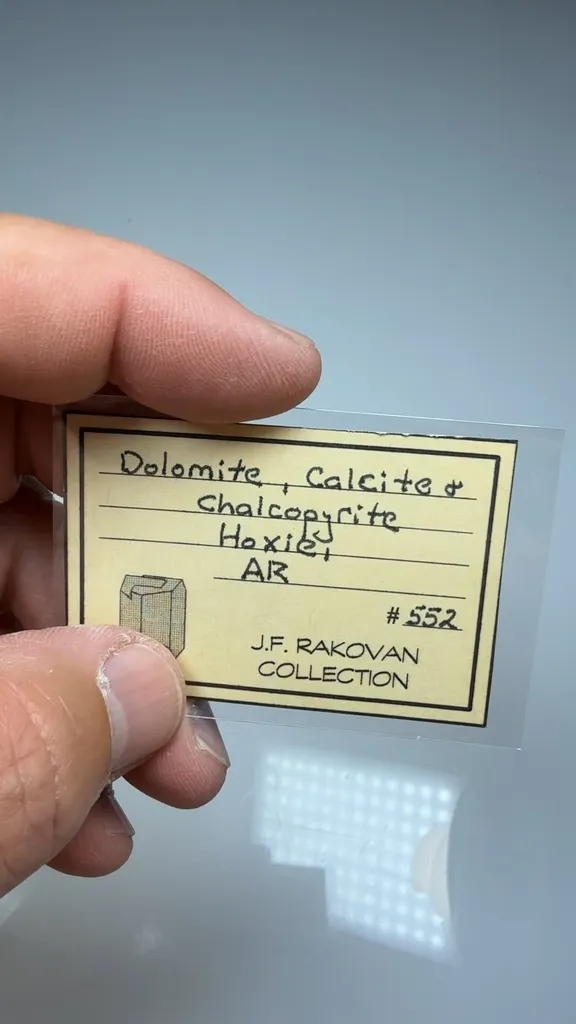 Dolomite, Calcite &
Chalcopyrite
Hoxie,
AR
# 552
J.F. RAKOVAN
COLLECTION